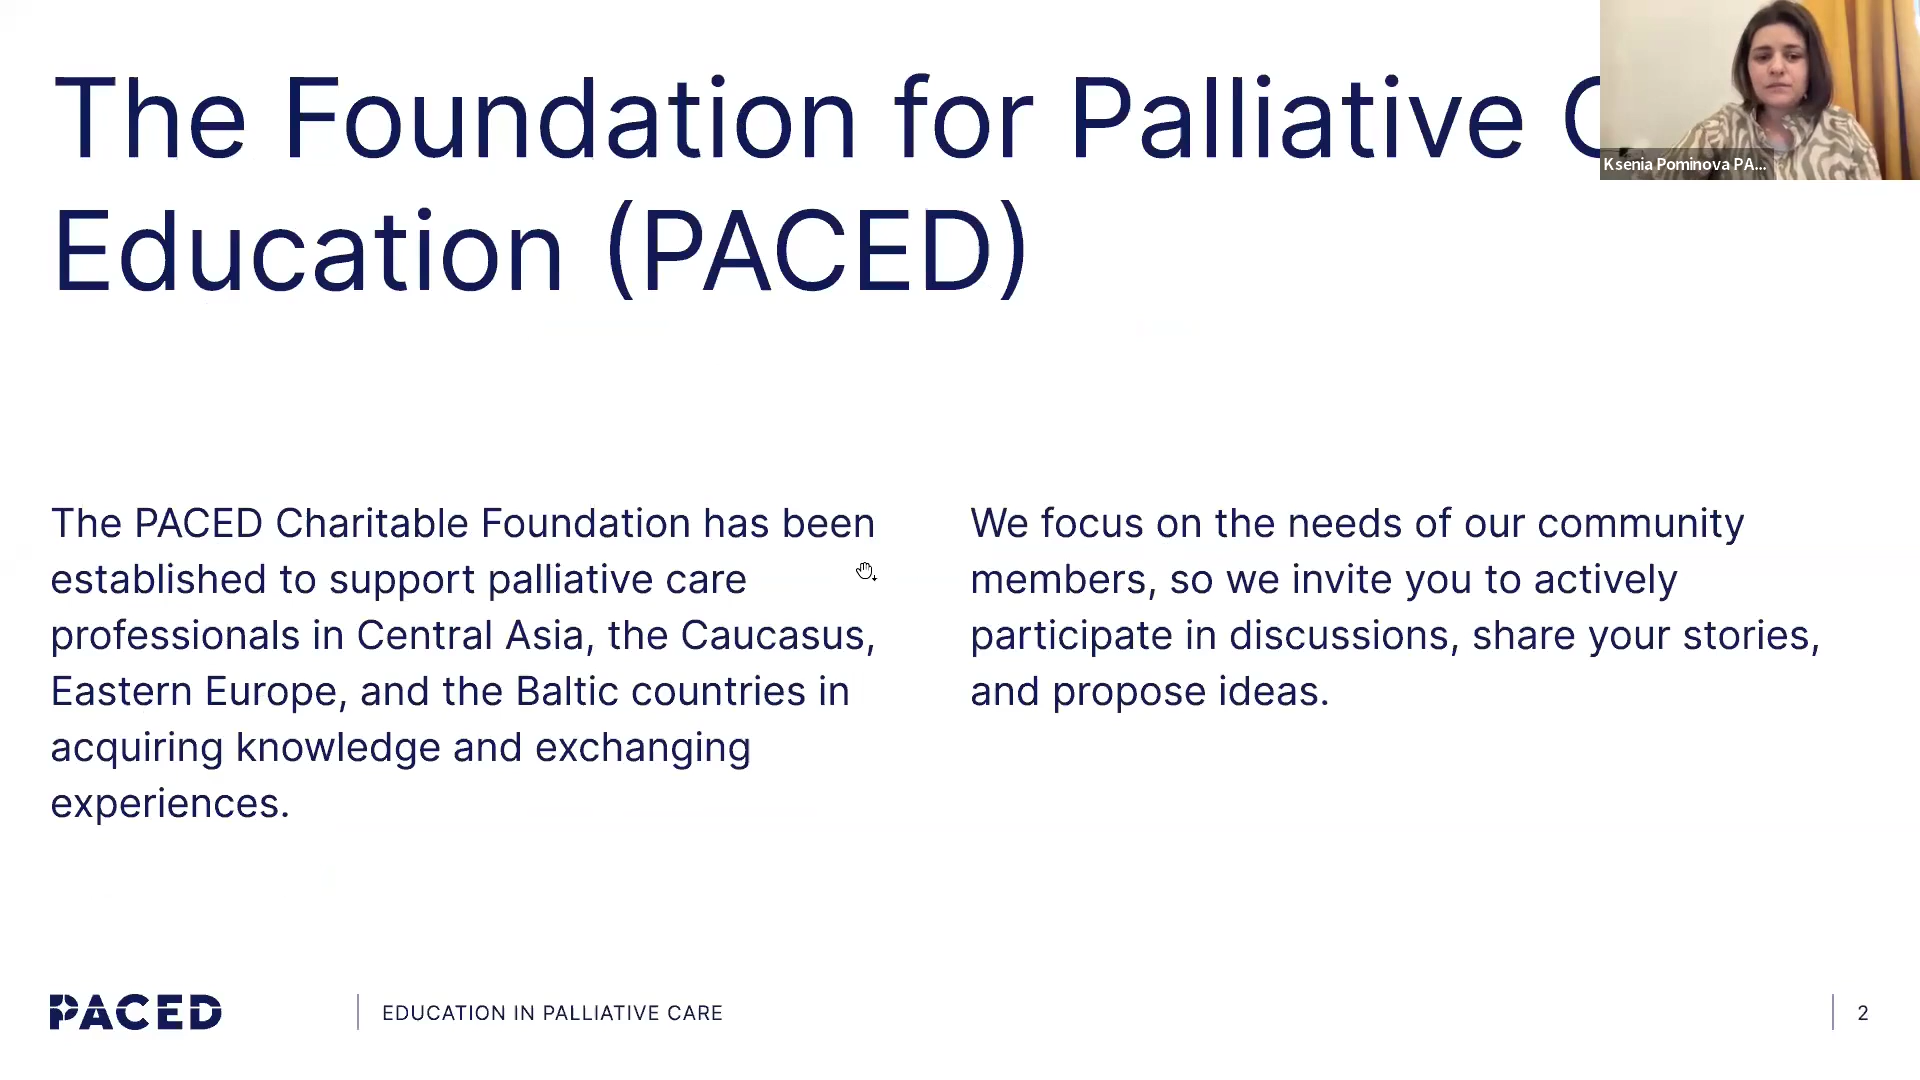 The Foundation for Palliative
Education (PACED)
Ksenia Pominova PA...
The PACED Charitable Foundation has been
established to support palliative care
professionals in Central Asia, the Caucasus,
Eastern Europe, and the Baltic countries in
acquiring knowledge and exchanging
experiences.
We focus on the needs of our community
members, so we invite you to actively
participate in discussions, share your stories,
and propose ideas.
PACED
EDUCATION IN PALLIATIVE CARE
2